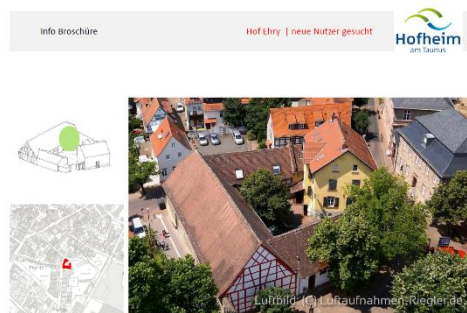 Info Broschüre
Hof Ehry | neue Nutzer gesucht
Hofheim
am Taunus
Luftbild: (C) Luftaufnahmen-Riegler.de